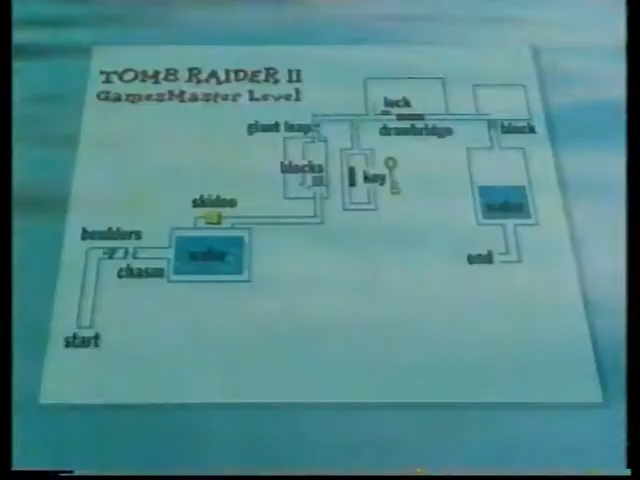 TOMB RAIDER II
GamesMaster Level
lock
giant leap
drawbridge
block
blocks
key
skidoo
water
boulders
water
chasm
end
start